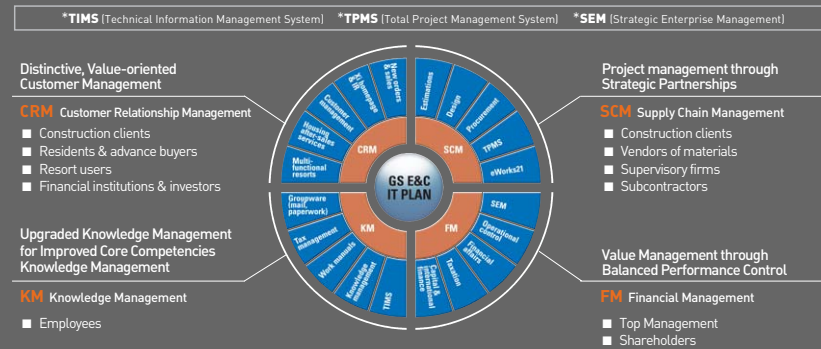 *TIMS (Technical Information Management System) *TPMS (Total Project Management System) *SEM (Strategic Enterprise Management)
Distinctive, Value-oriented
Customer Management
CRM Customer Relationship Management
■ Construction clients
■ Residents & advance buyers
■ Resort users
■ Financial institutions & investors
Upgraded Knowledge Management
for Improved Core Competencies
Knowledge Management
KM Knowledge Management
■ Employees
Multi-
functional
resorts
Housing
after-sales
services
Customer
management
Xi homepage
& IR
New orders
& sales
CRM
Estimations
Design
Procurement
TPMS
eWorks21
SCM
GS E&C
IT PLAN
Groupware
(mail,
paperwork)
Tax
management
Work manuals
Knowledge
management
TIMS
KM
SEM
Operational
control
Financial
affairs
Taxation
Capital &
international
finance
FM
Project management through
Strategic Partnerships
SCM Supply Chain Management
■ Construction clients
■ Vendors of materials
■ Supervisory firms
■ Subcontractors
Value Management through
Balanced Performance Control
FM Financial Management
■ Top Management
■ Shareholders